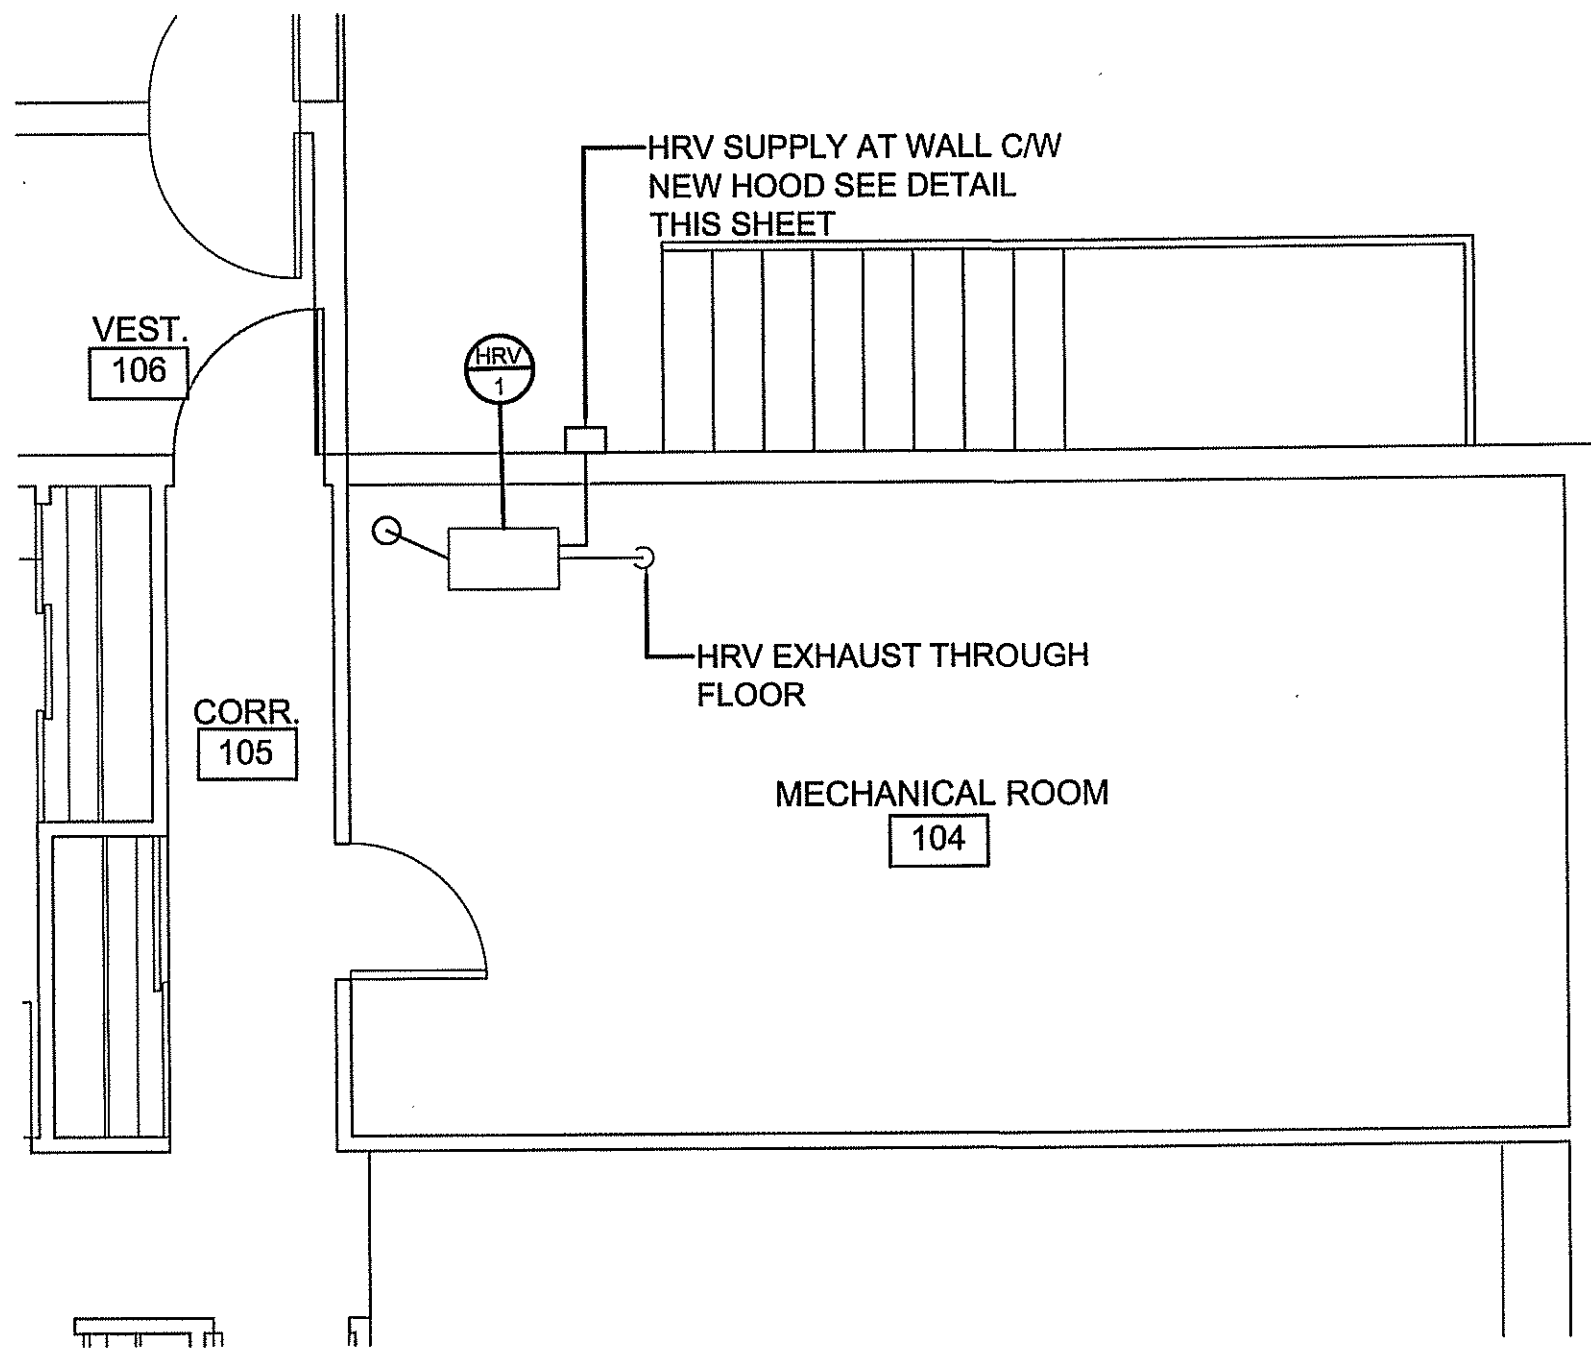 HRV SUPPLY AT WALL C/W
NEW HOOD SEE DETAIL
THIS SHEET
VEST.
106
HRV
1
HRV EXHAUST THROUGH
FLOOR
CORR.
105
MECHANICAL ROOM
104